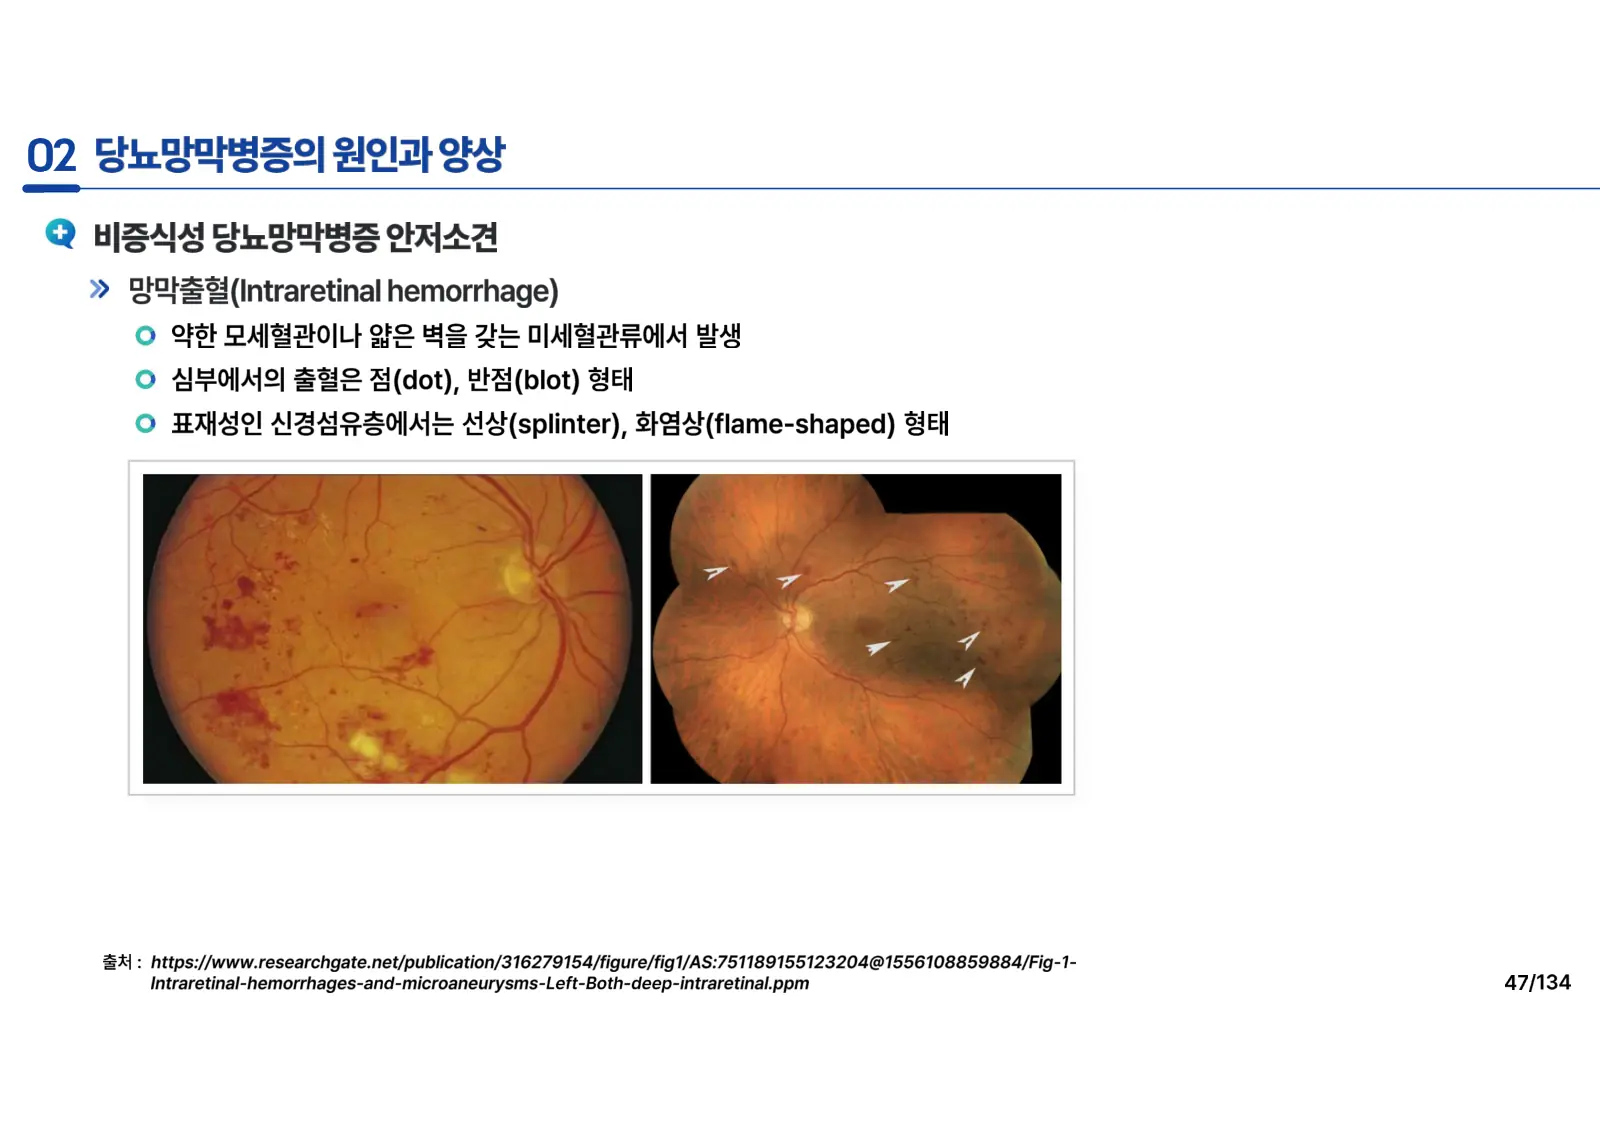 02 당뇨망막병증의 원인과 양상
비증식성 당뇨망막병증 안저소견
망막출혈(Intraretinal hemorrhage)
약한 모세혈관이나 얇은 벽을 갖는 미세혈관류에서 발생
심부에서의 출혈은 점(dot), 반점(blot) 형태
표재성인 신경섬유층에서는 선상(splinter), 화염상(flame-shaped) 형태
출처 : https://www.researchgate.net/publication/316279154/figure/fig1/AS:751189155123204@1556108859884/Fig-1-
Intraretinal-hemorrhages-and-microaneurysms-Left-Both-deep-intraretinal.ppm
47/134